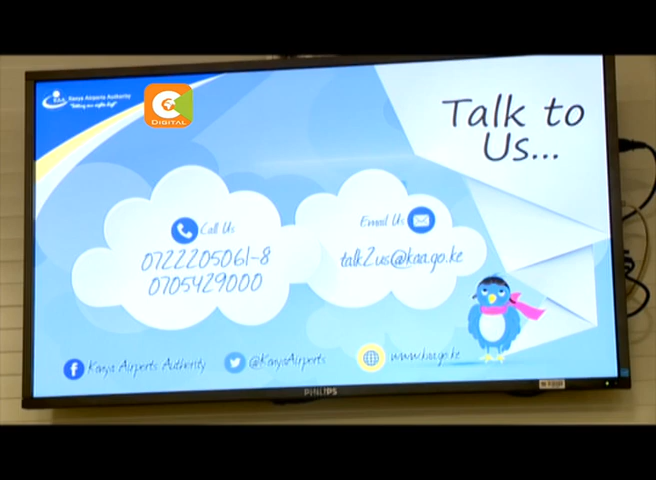 KAA
Kenya Airports Authority
DIGITAL
Talk to
Us...
Call Us
0722205061-8
0705429000
Email Us
talk2us@kaa.go.ke
Kenya Airports Authority
@KenyaAirports
www.kaa.go.ke
PHILIPS